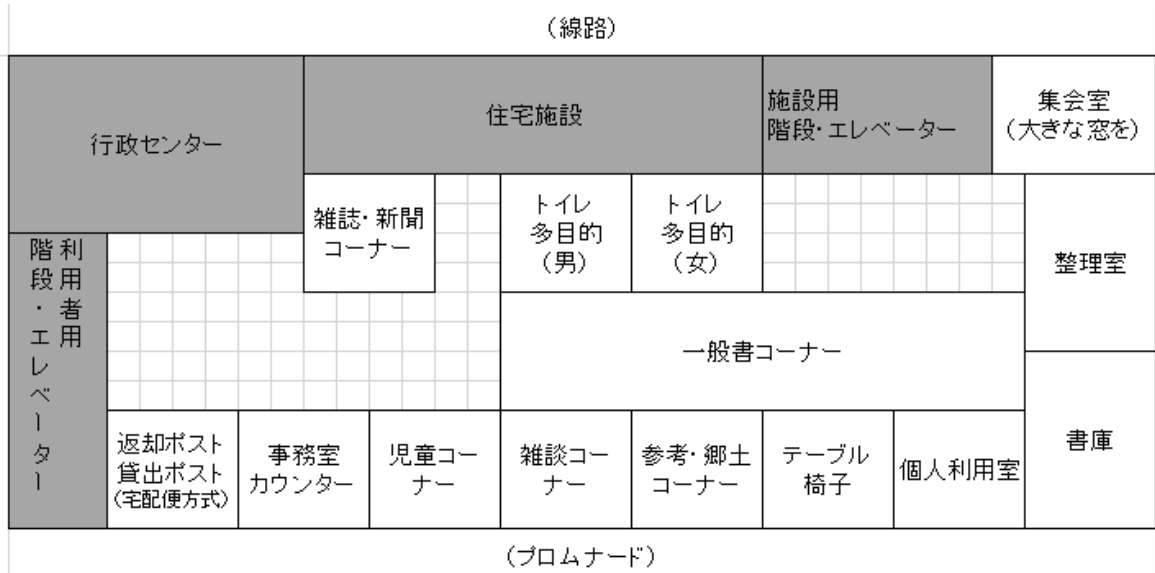 (線路)
行政センター
住宅施設
施設用
階段・エレベーター
集会室
(大きな窓を)
雑誌・新聞
コーナー
トイレ
多目的
(男)
トイレ
多目的
(女)
整理室
利用者用
階段・エレベーター
一般書コーナー
書庫
返却ポスト
貸出ポスト
(宅配便方式)
事務室
カウンター
児童コー
ナー
雑談コー
ナー
参考・郷土
コーナー
テーブル
椅子
個人利用室
(プロムナード)